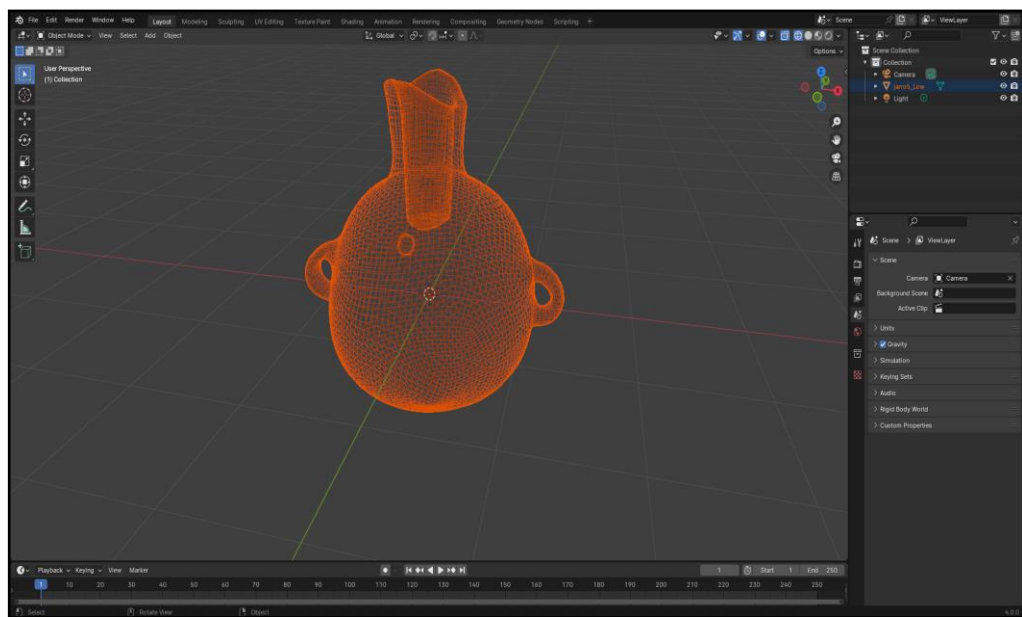 File Edit Render Window Help Layout Modeling Sculpting UV Editing Texture Paint Shading Animation Rendering Compositing Geometry Nodes Scripting + Scene ViewLayer
Object Mode View Select Add Object Global
Options
User Perspective
(1) Collection
Scene Collection
Collection
Camera
jarro5_Low
Light
Scene > ViewLayer
Scene
Camera Camera
Background Scene
Active Clip
Units
Gravity
Simulation
Keying Sets
Audio
Rigid Body World
Custom Properties
Playback Keying View Marker 1 Start 1 End 250
1 10 20 30 40 50 60 70 80 90 100 110 120 130 140 150 160 170 180 190 200 210 220 230 240 250
Select Rotate View Object 4.0.0